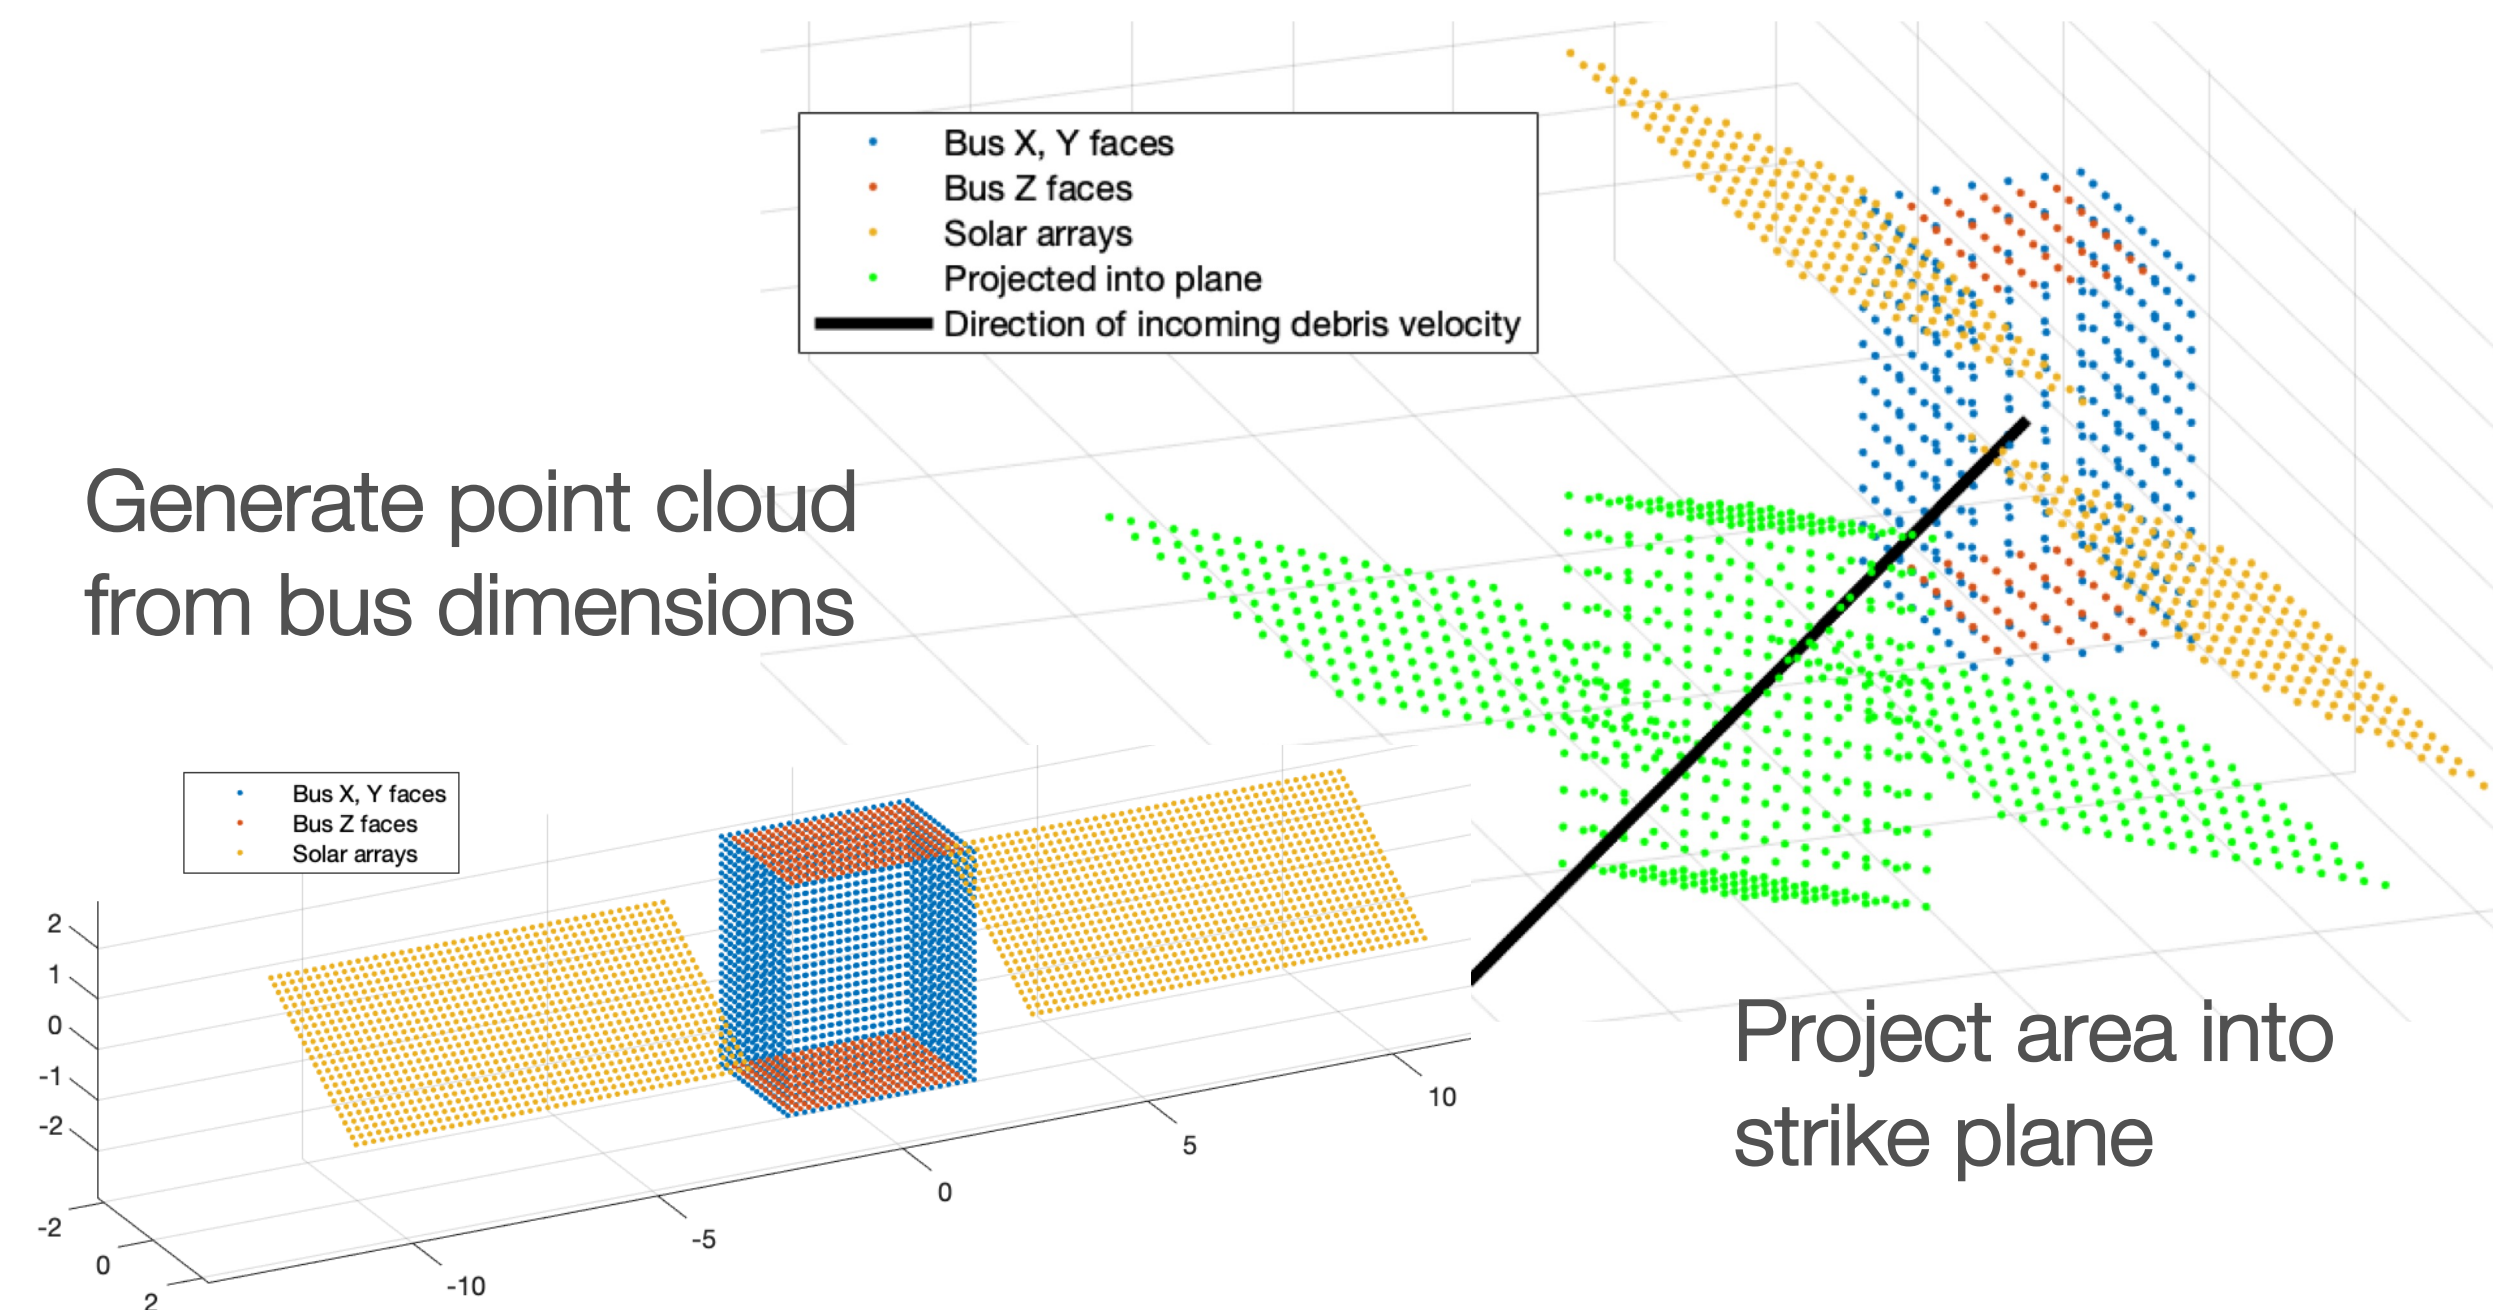 Bus X, Y faces
Bus Z faces
Solar arrays
Projected into plane
Direction of incoming debris velocity
Generate point cloud
from bus dimensions
Bus X, Y faces
Bus Z faces
Solar arrays
2
1
0
-1
-2
-2
0
2
-10
-5
0
5
10
Project area into
strike plane